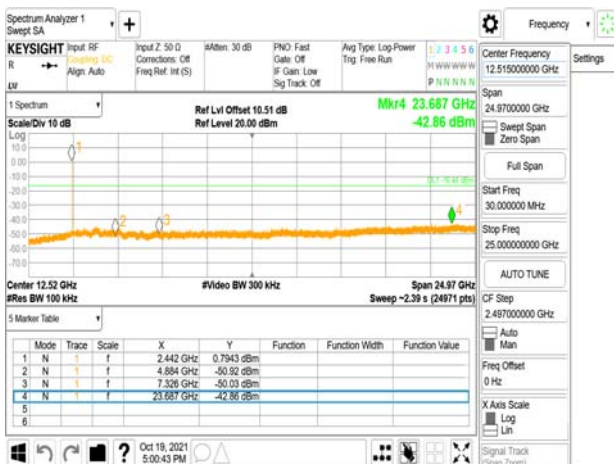 Spectrum Analyzer 1
Swept SA
Frequency
KEYSIGHT
Input: RF
Coupling: DC
Align: Auto
Input Z: 50 Ω
Corrections: Off
Freq Ref: Int (S)
#Atten: 30 dB
PNO: Fast
Gate: Off
IF Gain: Low
Sig Track: Off
Avg Type: Log-Power
Trig: Free Run
1 2 3 4 5 6
M W W W W W
P N N N N N
R
LVI
Settings
1 Spectrum
Scale/Div 10 dB
Ref Lvl Offset 10.51 dB
Ref Level 20.00 dBm
Mkr4 23.687 GHz
-42.86 dBm
Log
10.0
0.00
-10.0
-20.0
-30.0
-40.0
-50.0
-60.0
-70.0
1
2
3
4
Center 12.52 GHz
#Res BW 100 kHz
#Video BW 300 kHz
Span 24.97 GHz
Sweep ~2.39 s (24971 pts)
5 Marker Table
Mode Trace Scale X Y Function Function Width Function Value
1 N 1 f 2.442 GHz 0.7943 dBm
2 N 1 f 4.884 GHz -50.92 dBm
3 N 1 f 7.326 GHz -50.03 dBm
4 N 1 f 23.687 GHz -42.86 dBm
5
6
Oct 19, 2021
5:00:43 PM
?
Center Frequency
12.515000000 GHz
Span
24.9700000 GHz
Swept Span
Zero Span
Full Span
Start Freq
30.000000 MHz
Stop Freq
25.000000000 GHz
AUTO TUNE
CF Step
2.497000000 GHz
Auto
Man
Freq Offset
0 Hz
X Axis Scale
Log
Lin
Signal Track
(Span Zoom)